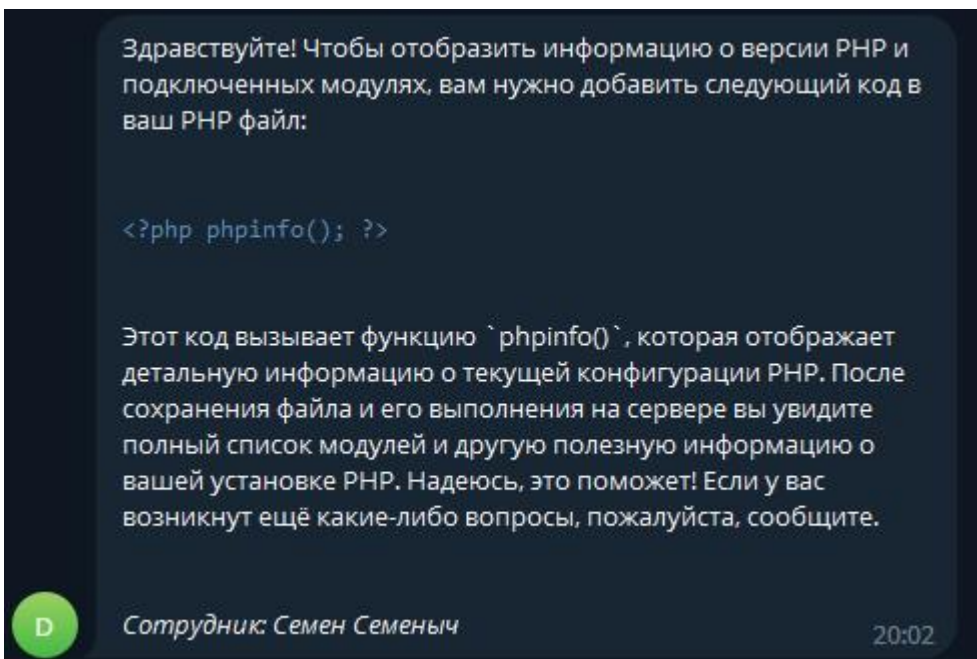 Здравствуйте! Чтобы отобразить информацию о версии PHP и
подключенных модулях, вам нужно добавить следующий код в
ваш PHP файл:
<?php phpinfo(); ?>
Этот код вызывает функцию `phpinfo()`, которая отображает
детальную информацию о текущей конфигурации PHP. После
сохранения файла и его выполнения на сервере вы увидите
полный список модулей и другую полезную информацию о
вашей установке PHP. Надеюсь, это поможет! Если у вас
возникнут ещё какие-либо вопросы, пожалуйста, сообщите.
D
Сотрудник: Семен Семеныч
20:02